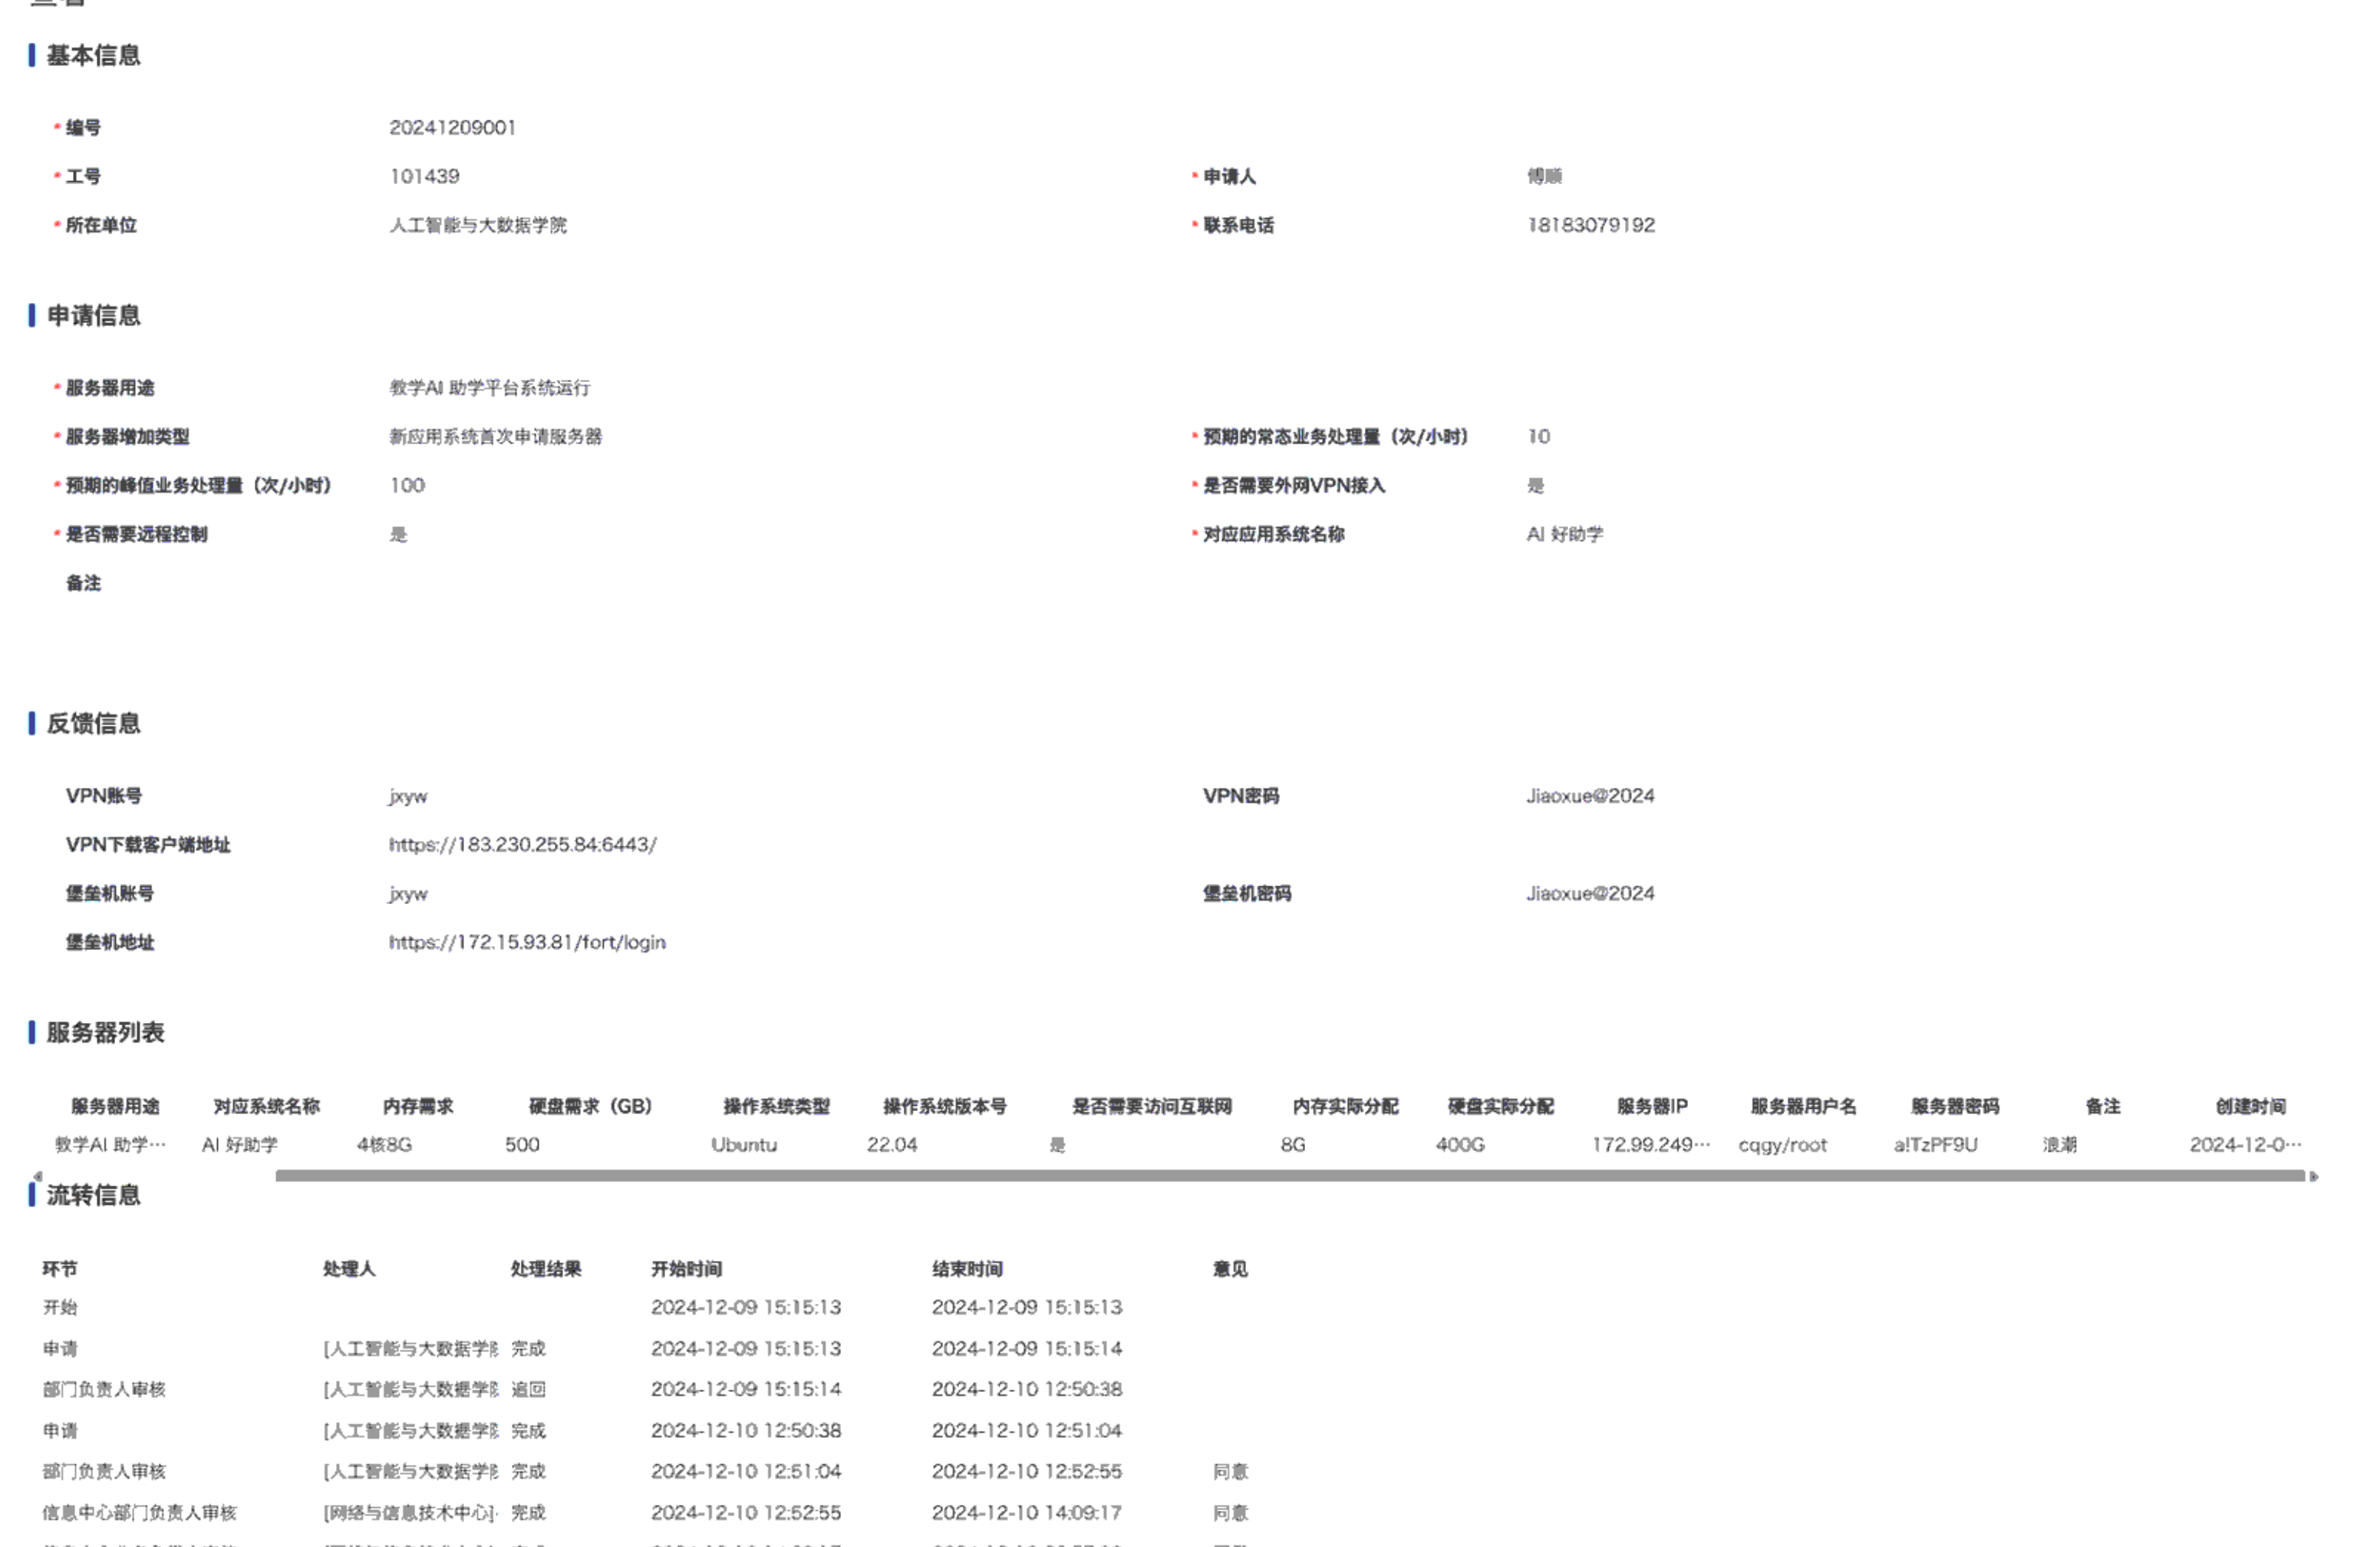 基本信息
* 编号 20241209001
* 工号 101439 * 申请人 傅顺
* 所在单位 人工智能与大数据学院 * 联系电话 18183079192
申请信息
* 服务器用途 教学AI 助学平台系统运行
* 服务器增加类型 新应用系统首次申请服务器 * 预期的常态业务处理量（次/小时） 10
* 预期的峰值业务处理量（次/小时） 100 * 是否需要外网VPN接入 是
* 是否需要远程控制 是 * 对应应用系统名称 AI 好助学
备注
反馈信息
VPN账号 jxyw VPN密码 Jiaoxue@2024
VPN下载客户端地址 https://183.230.255.84:6443/
堡垒机账号 jxyw 堡垒机密码 Jiaoxue@2024
堡垒机地址 https://172.15.93.81/fort/login
服务器列表
服务器用途 对应系统名称 内存需求 硬盘需求（GB） 操作系统类型 操作系统版本号 是否需要访问互联网 内存实际分配 硬盘实际分配 服务器IP 服务器用户名 服务器密码 备注 创建时间
教学AI 助学… AI 好助学 4核8G 500 Ubuntu 22.04 是 8G 400G 172.99.249… cqgy/root a!TzPF9U 浪潮 2024-12-0…
流转信息
环节 处理人 处理结果 开始时间 结束时间 意见
开始 2024-12-09 15:15:13 2024-12-09 15:15:13
申请 [人工智能与大数据学 完成 2024-12-09 15:15:13 2024-12-09 15:15:14
部门负责人审核 [人工智能与大数据学 追回 2024-12-09 15:15:14 2024-12-10 12:50:38
申请 [人工智能与大数据学 完成 2024-12-10 12:50:38 2024-12-10 12:51:04
部门负责人审核 [人工智能与大数据学 完成 2024-12-10 12:51:04 2024-12-10 12:52:55 同意
信息中心部门负责人审核 [网络与信息技术中心]· 完成 2024-12-10 12:52:55 2024-12-10 14:09:17 同意